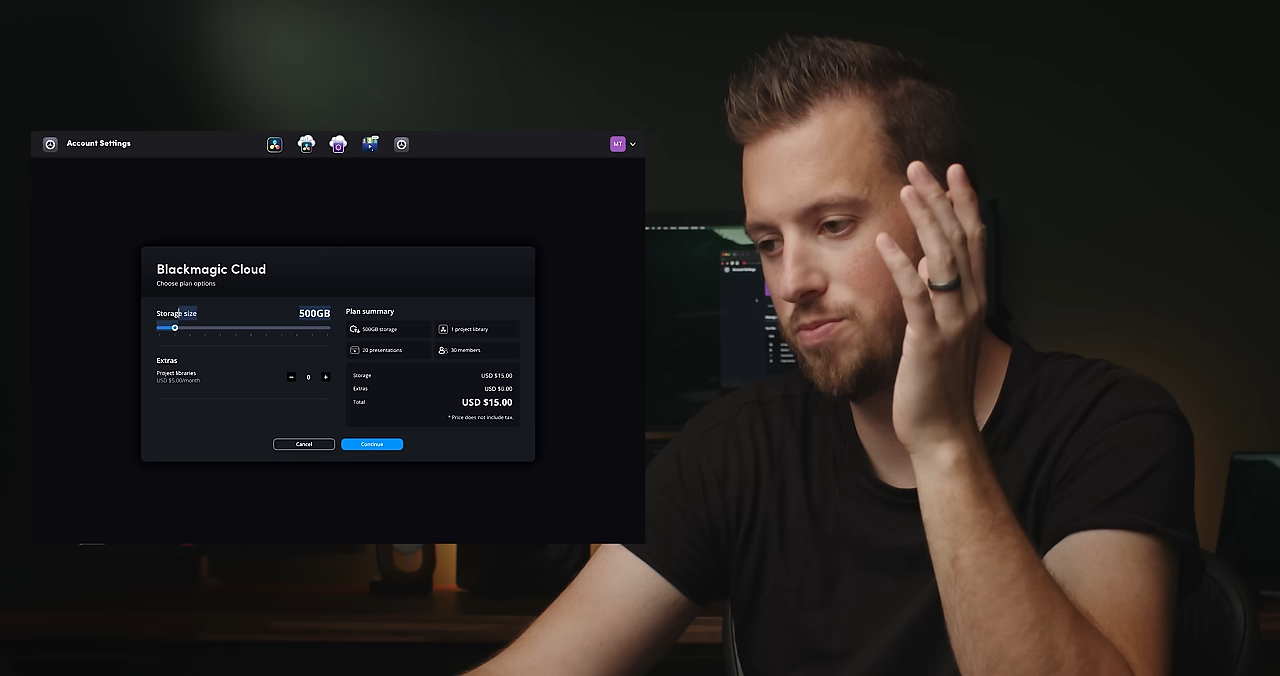 Account Settings
MT
Blackmagic Cloud
Choose plan options
Storage size 500GB
Extras
Project libraries
USD $5.00/month
0
Plan summary
500GB storage
1 project library
20 presentations
30 members
Storage USD $15.00
Extras USD $0.00
Total USD $15.00
* Price does not include tax.
Cancel
Continue
Account Settings